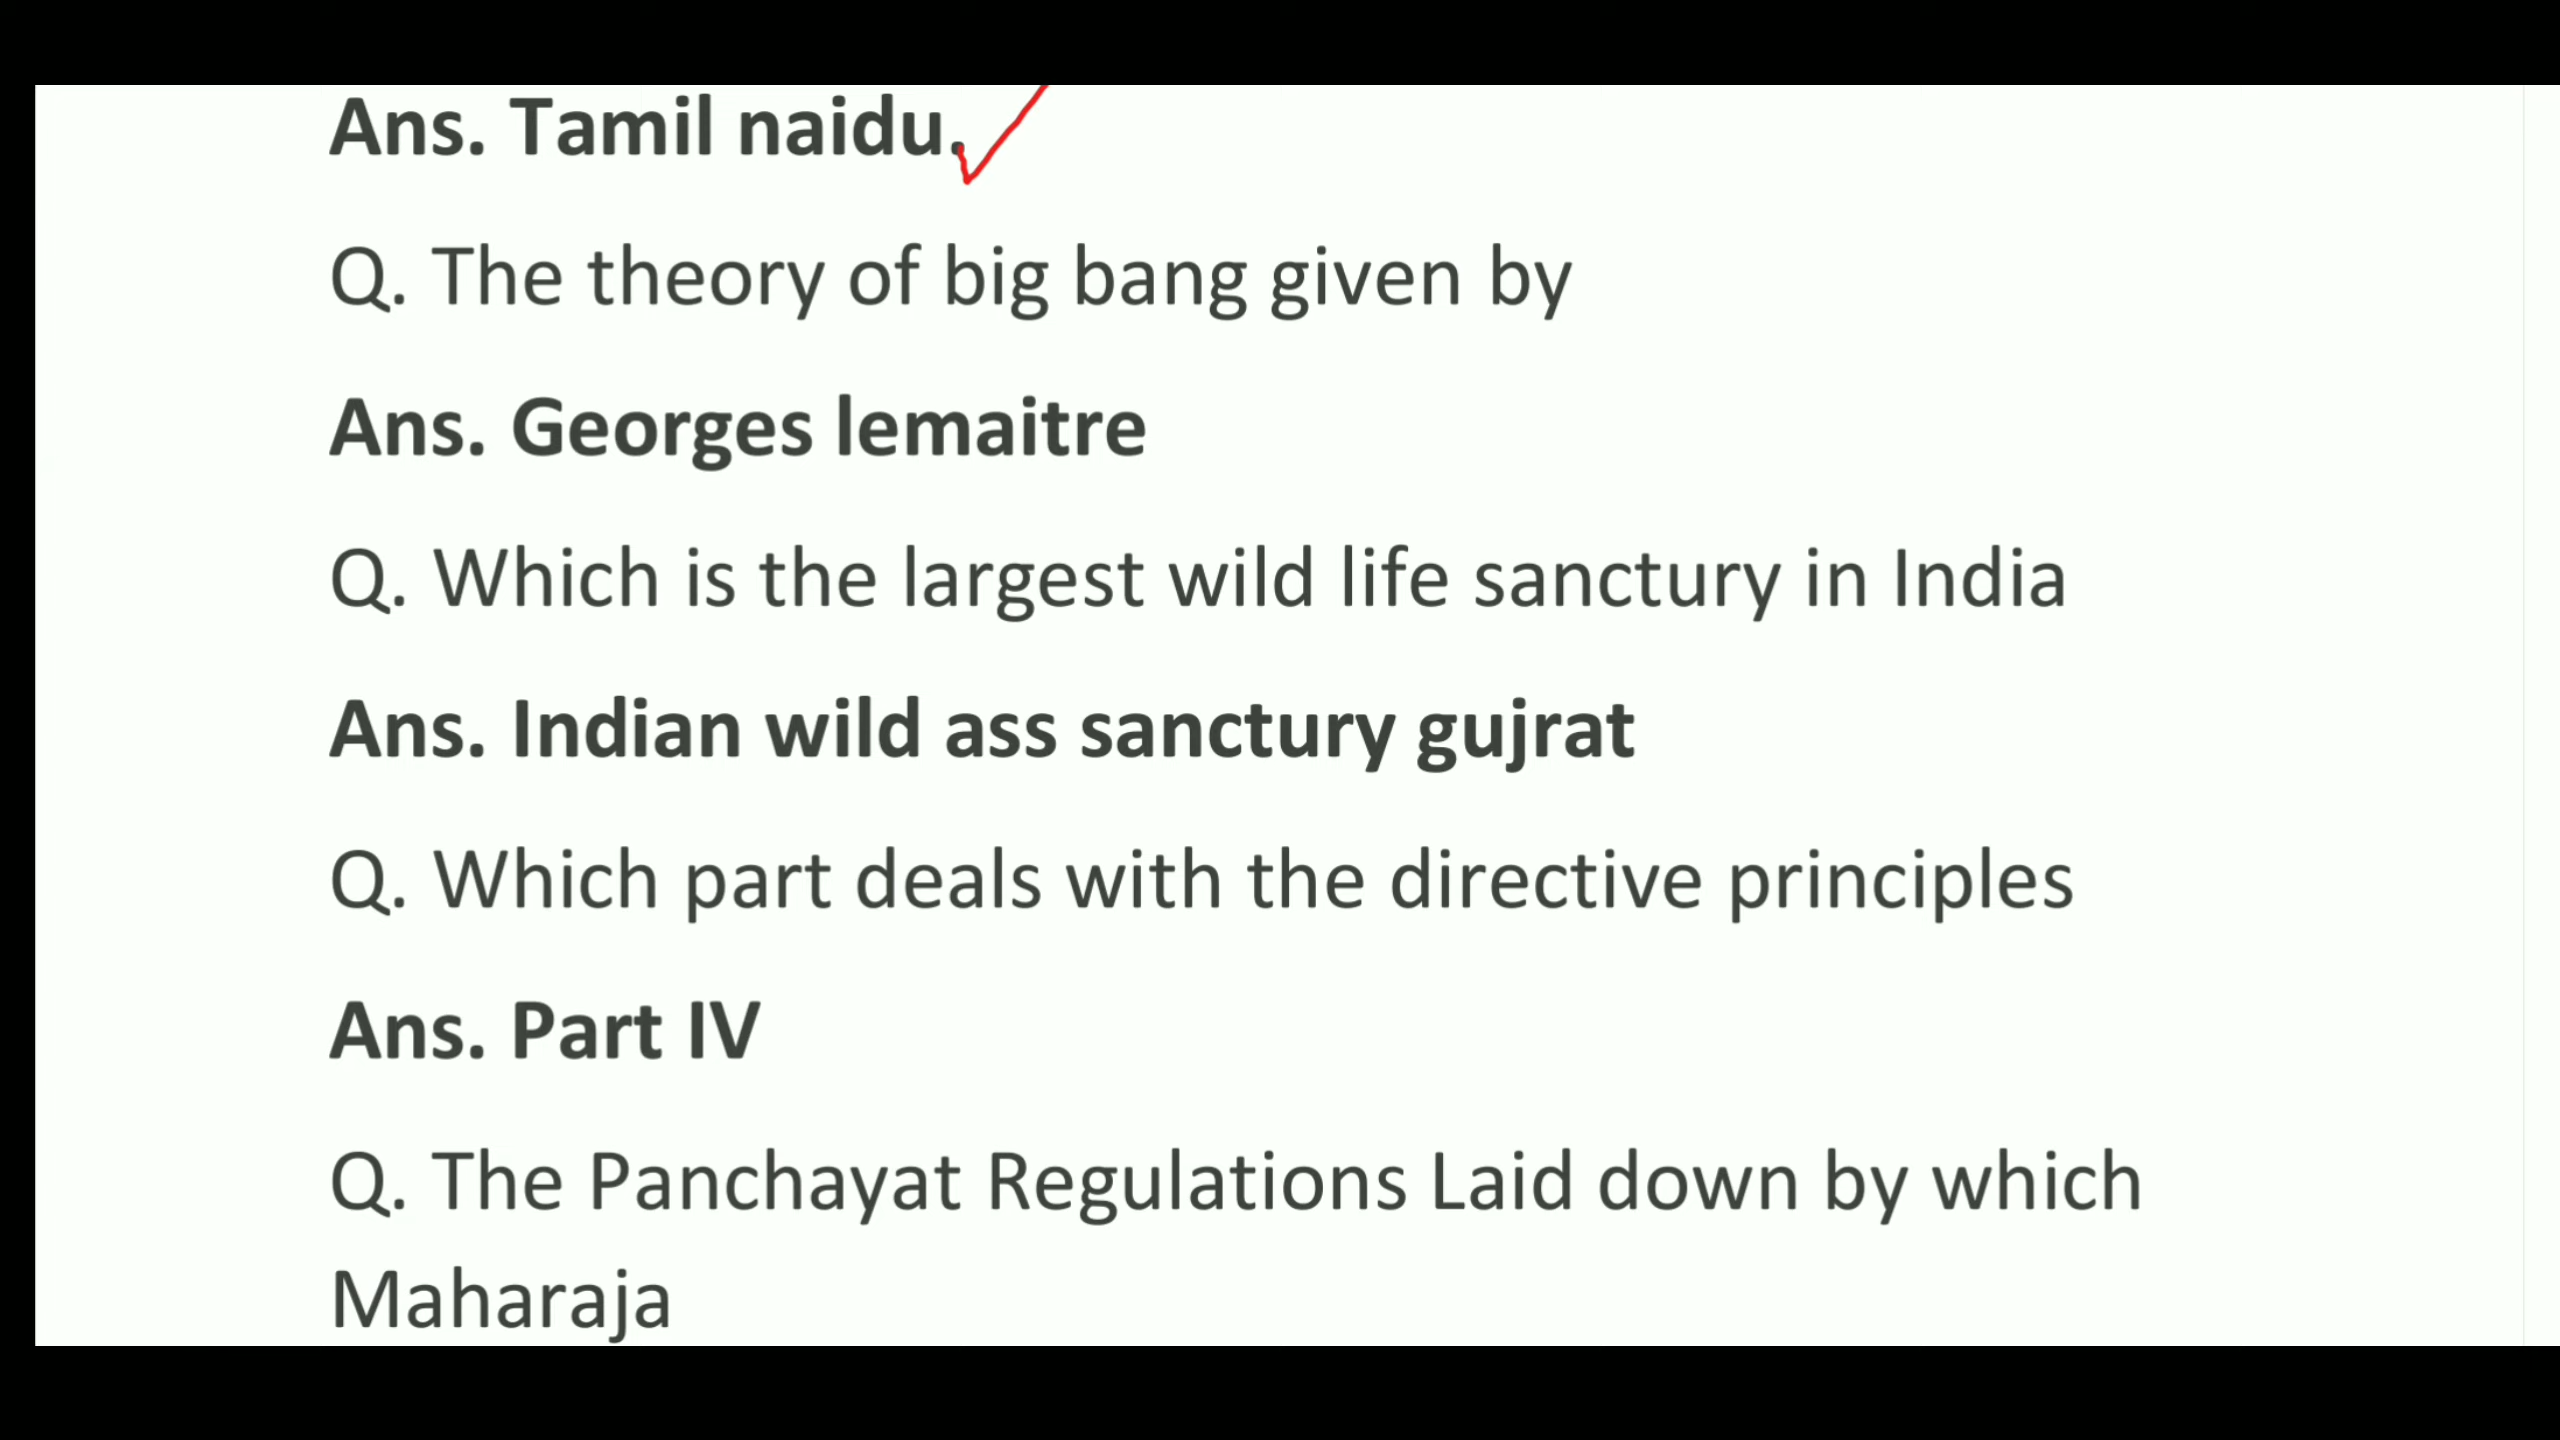 Ans. Tamil naidu.
Q. The theory of big bang given by
Ans. Georges lemaitre
Q. Which is the largest wild life sanctury in India
Ans. Indian wild ass sanctury gujrat
Q. Which part deals with the directive principles
Ans. Part IV
Q. The Panchayat Regulations Laid down by which
Maharaja